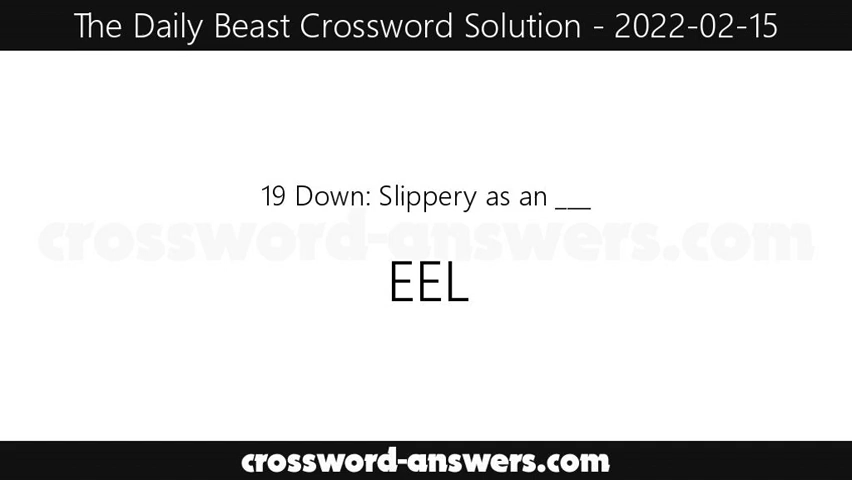 The Daily Beast Crossword Solution - 2022-02-15
19 Down: Slippery as an ___
crossword-answers.com
EEL
crossword-answers.com